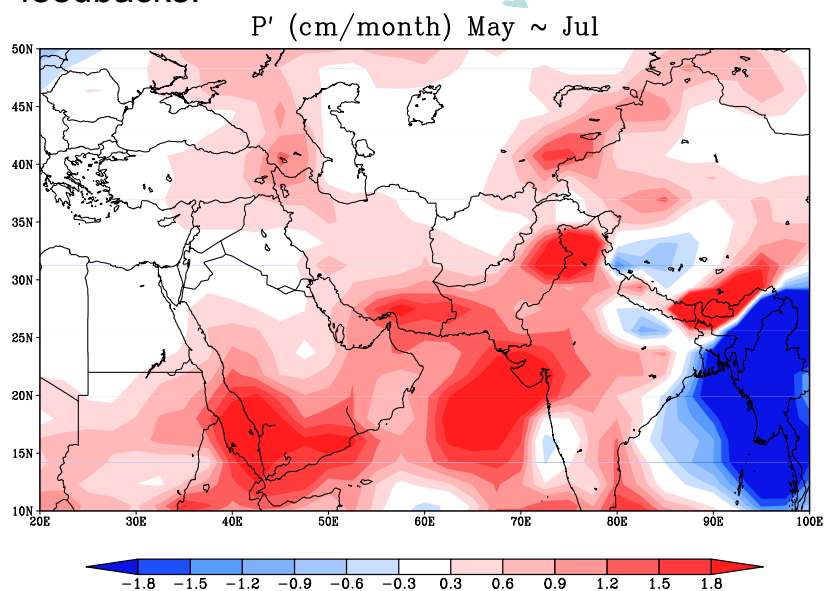 feedbacks.
P' (cm/month) May ~ Jul
50N
45N
40N
35N
30N
25N
20N
15N
10N
20E 30E 40E 50E 60E 70E 80E 90E 100E
−1.8 −1.5 −1.2 −0.9 −0.6 −0.3 0.3 0.6 0.9 1.2 1.5 1.8